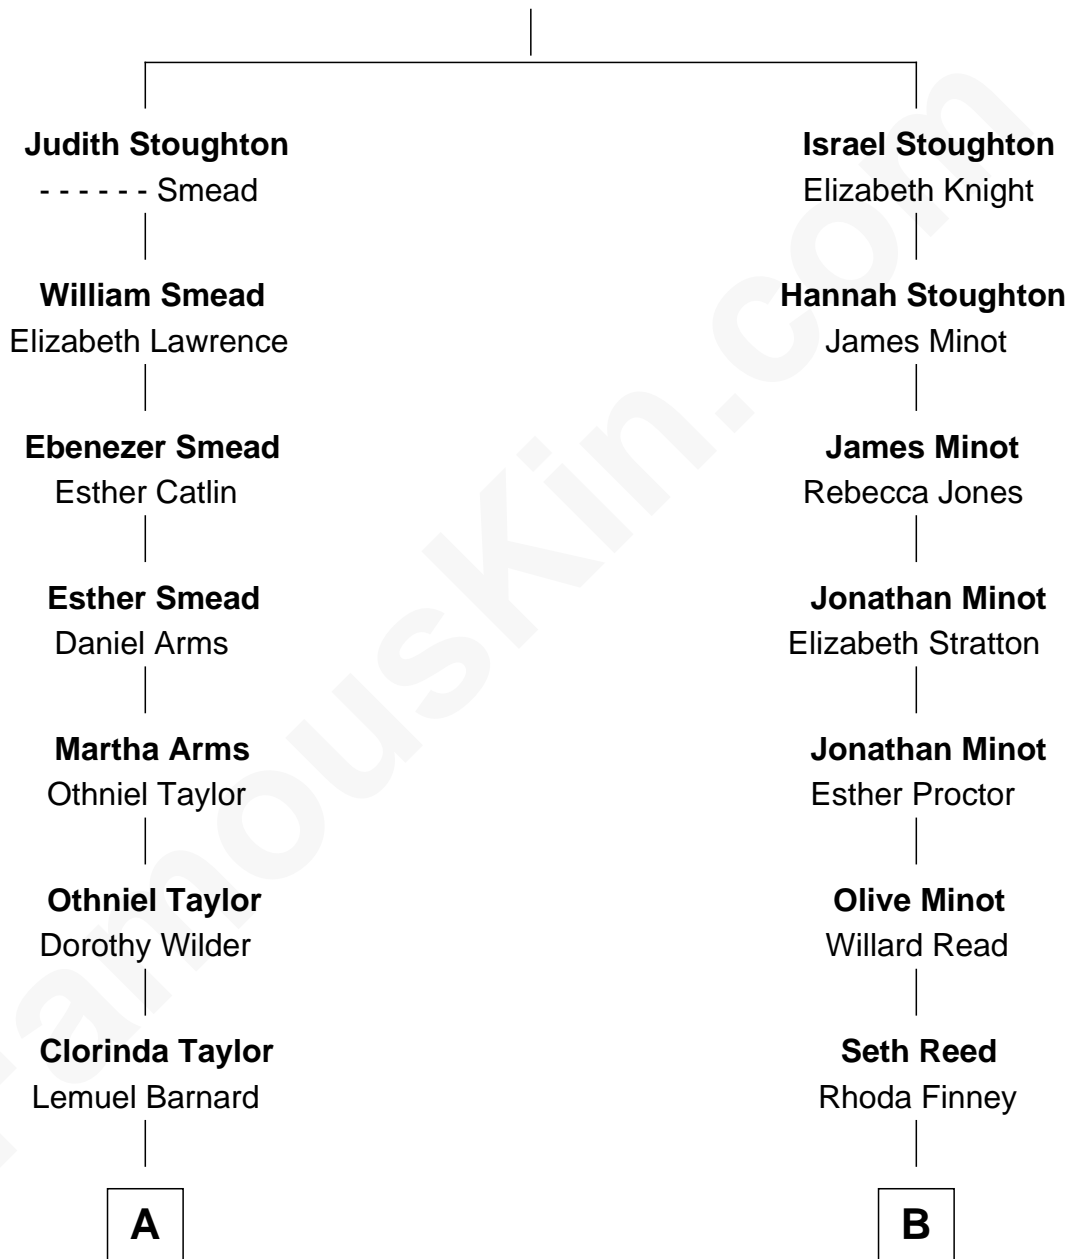 Judith Stoughton
- - - - - - Smead
William Smead
Elizabeth Lawrence
Ebenezer Smead
Esther Catlin
Esther Smead
Daniel Arms
Martha Arms
Othniel Taylor
Othniel Taylor
Dorothy Wilder
Clorinda Taylor
Lemuel Barnard
A
Israel Stoughton
Elizabeth Knight
Hannah Stoughton
James Minot
James Minot
Rebecca Jones
Jonathan Minot
Elizabeth Stratton
Jonathan Minot
Esther Proctor
Olive Minot
Willard Read
Seth Reed
Rhoda Finney
B
FamousKin.com